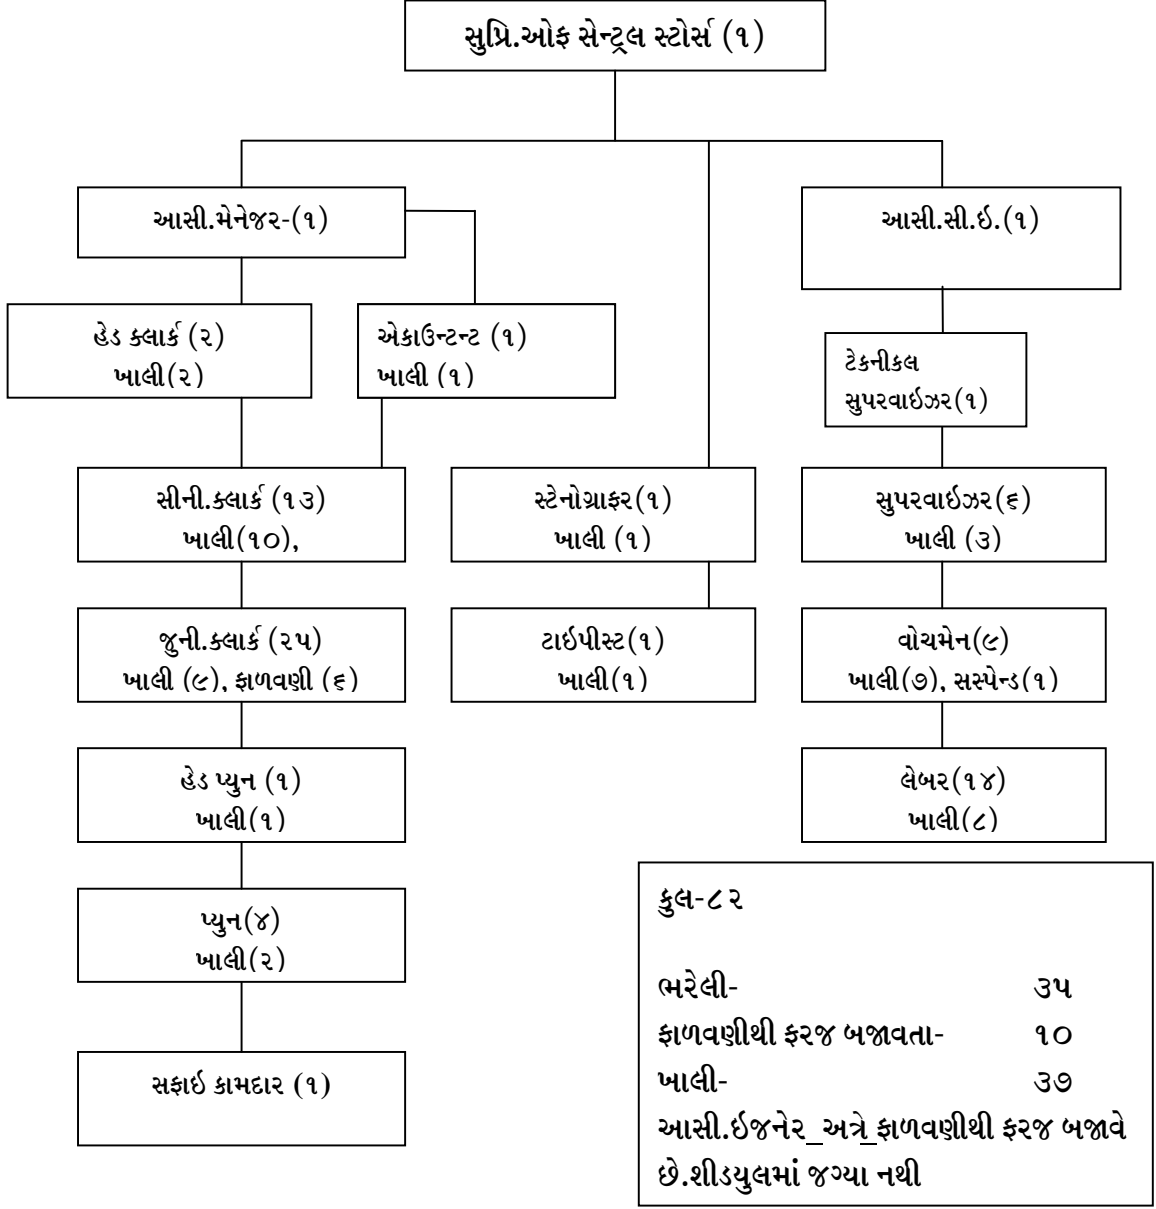 સુપ્રિ.ઓફ સેન્ટ્રલ સ્ટોર્સ (૧)
આસી.મેનેજર-(૧)
આસી.સી.ઇ.(૧)
હેડ ક્લાર્ક (૨)
ખાલી(૨)
એકાઉન્ટન્ટ (૧)
ખાલી (૧)
ટેકનીકલ
સુપરવાઇઝર(૧)
સીની.ક્લાર્ક (૧૩)
ખાલી(૧૦),
સ્ટેનોગ્રાફર(૧)
ખાલી (૧)
સુપરવાઇઝર(૬)
ખાલી (૩)
જુની.ક્લાર્ક (૨૫)
ખાલી (૯), ફાળવણી (૬)
ટાઇપીસ્ટ(૧)
ખાલી(૧)
વોચમેન(૯)
ખાલી(૭), સસ્પેન્ડ(૧)
હેડ પ્યુન (૧)
ખાલી(૧)
લેબર(૧૪)
ખાલી(૮)
પ્યુન(૪)
ખાલી(૨)
સફાઇ કામદાર (૧)
કુલ-૮૨
ભરેલી- ૩૫
ફાળવણીથી ફરજ બજાવતા- ૧૦
ખાલી- ૩૭
આસી.ઇજનેર_અત્રે_ફાળવણીથી ફરજ બજાવે
છે.શીડયુલમાં જગ્યા નથી